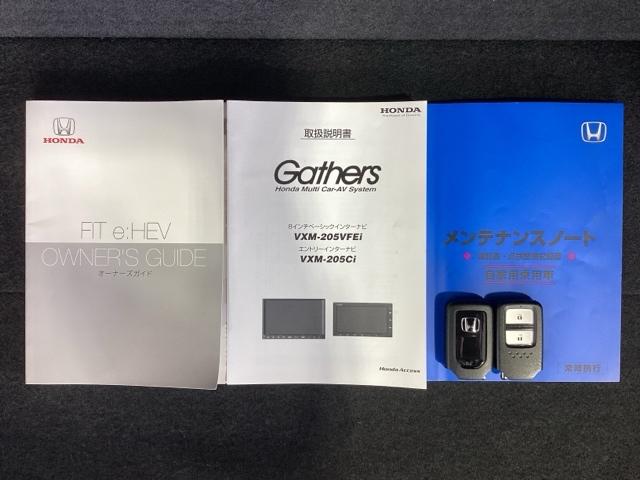 HONDA
FIT e:HEV
OWNER'S GUIDE
オーナーズガイド
HONDA
取扱説明書
Gathers
Honda Multi Car-AV System
8インチベーシックインターナビ
VXM-205VFEi
エントリーインターナビ
VXM-205Ci
Honda Access
メンテナンスノート
自家用乗用車